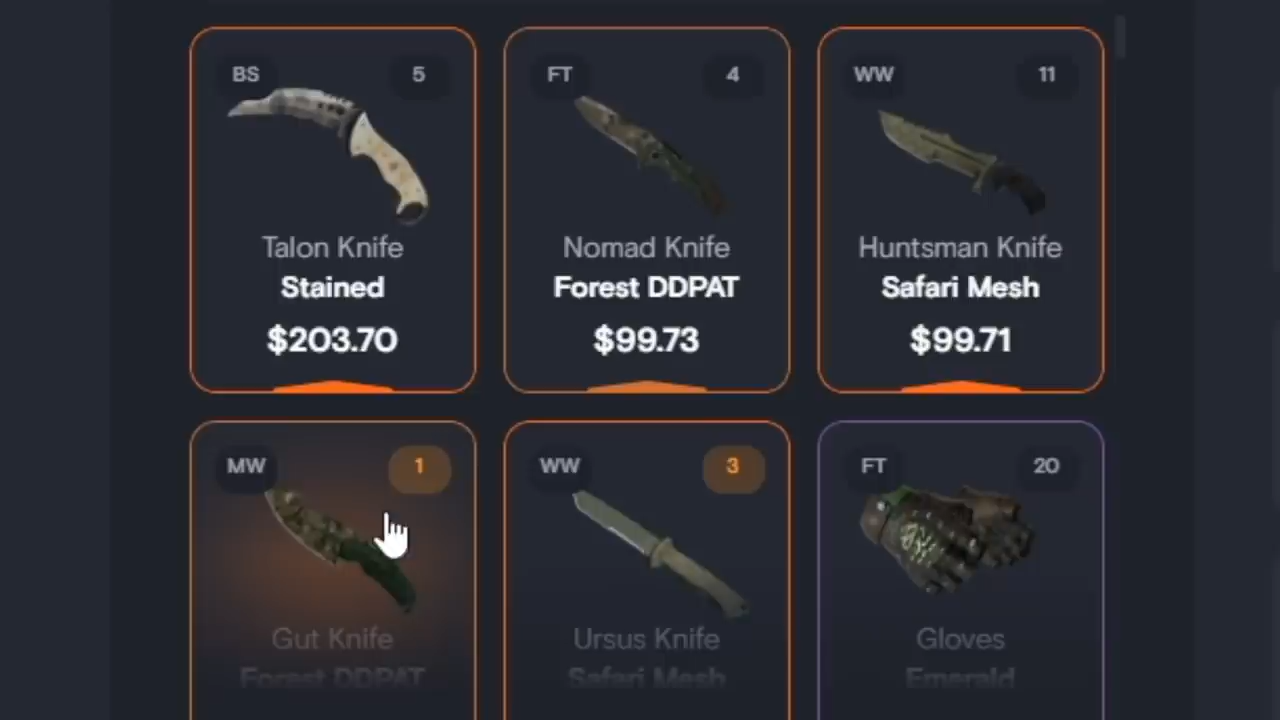 BS 5
FT 4
WW 11
Talon Knife
Stained
$203.70
Nomad Knife
Forest DDPAT
$99.73
Huntsman Knife
Safari Mesh
$99.71
MW 1
WW 3
FT 20
Gut Knife
Forest DDPAT
Ursus Knife
Safari Mesh
Gloves
Emerald